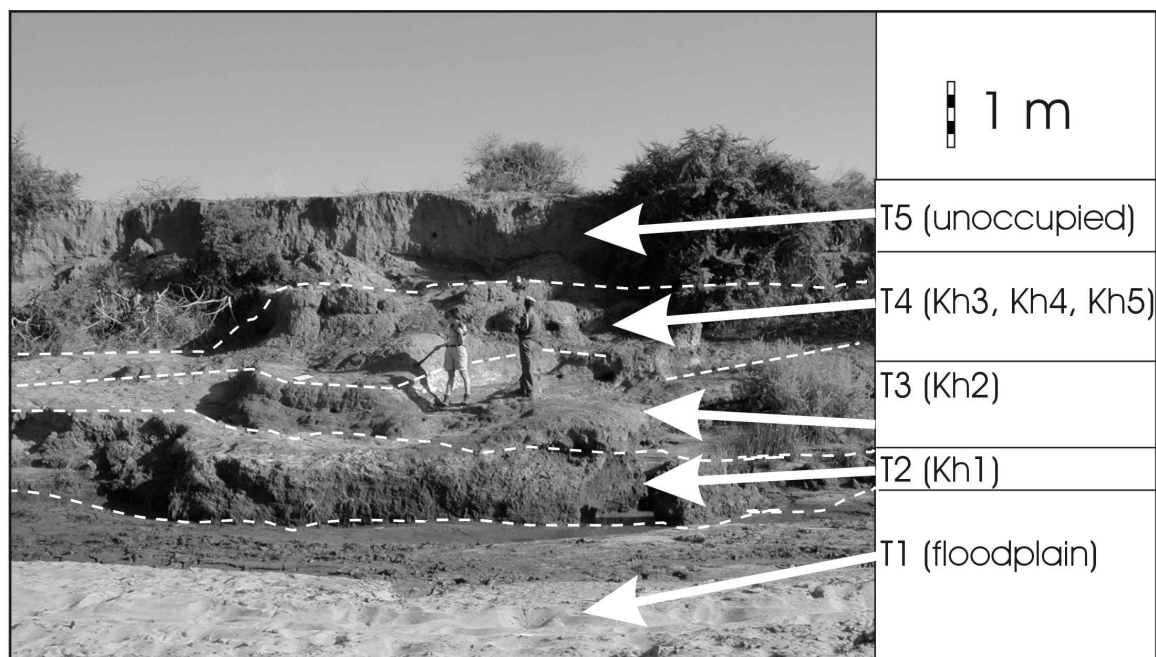 1 m
T5 (unoccupied)
T4 (Kh3, Kh4, Kh5)
T3 (Kh2)
T2 (Kh1)
T1 (floodplain)